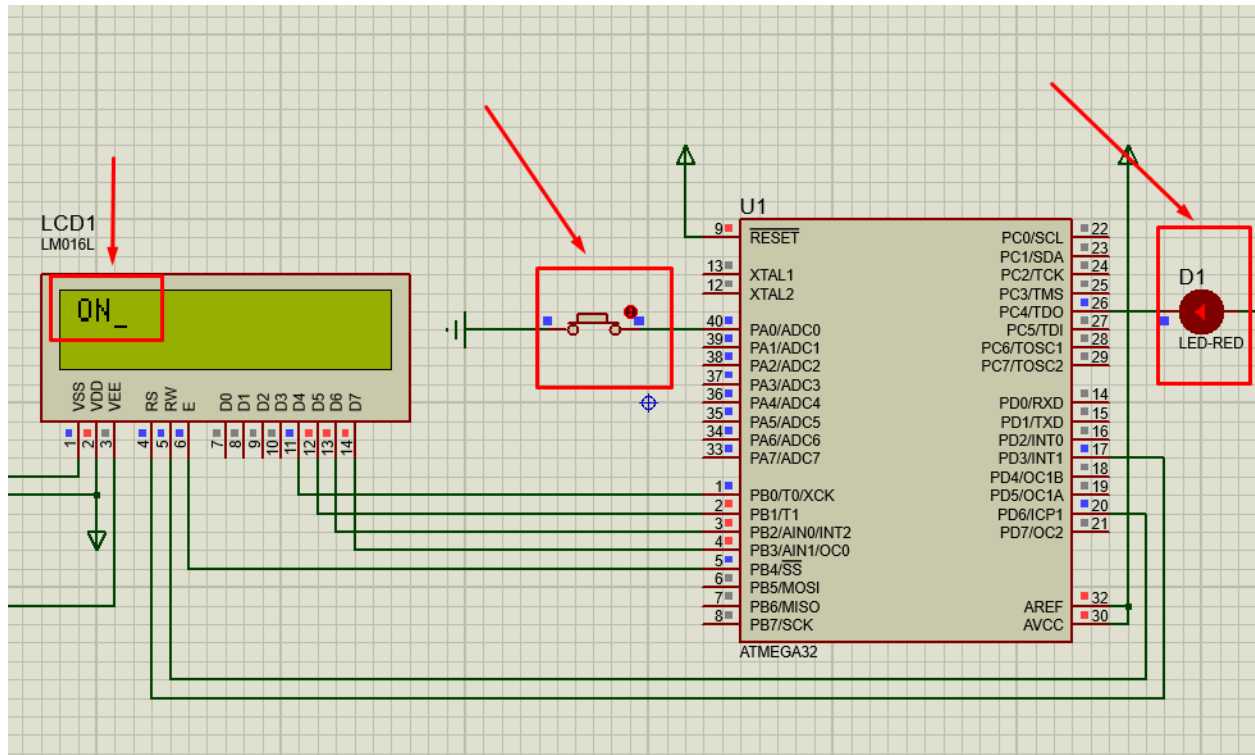 LCD1
LM016L
ON_
VSS
VDD
VEE
RS
RW
E
D0
D1
D2
D3
D4
D5
D6
D7
1
2
3
4
5
6
7
8
9
10
11
12
13
14
U1
9 RESET
13 XTAL1
12 XTAL2
40 PA0/ADC0
39 PA1/ADC1
38 PA2/ADC2
37 PA3/ADC3
36 PA4/ADC4
35 PA5/ADC5
34 PA6/ADC6
33 PA7/ADC7
1 PB0/T0/XCK
2 PB1/T1
3 PB2/AIN0/INT2
4 PB3/AIN1/OC0
5 PB4/SS
6 PB5/MOSI
7 PB6/MISO
8 PB7/SCK
PC0/SCL 22
PC1/SDA 23
PC2/TCK 24
PC3/TMS 25
PC4/TDO 26
PC5/TDI 27
PC6/TOSC1 28
PC7/TOSC2 29
PD0/RXD 14
PD1/TXD 15
PD2/INT0 16
PD3/INT1 17
PD4/OC1B 18
PD5/OC1A 19
PD6/ICP1 20
PD7/OC2 21
AREF 32
AVCC 30
ATMEGA32
D1
LED-RED